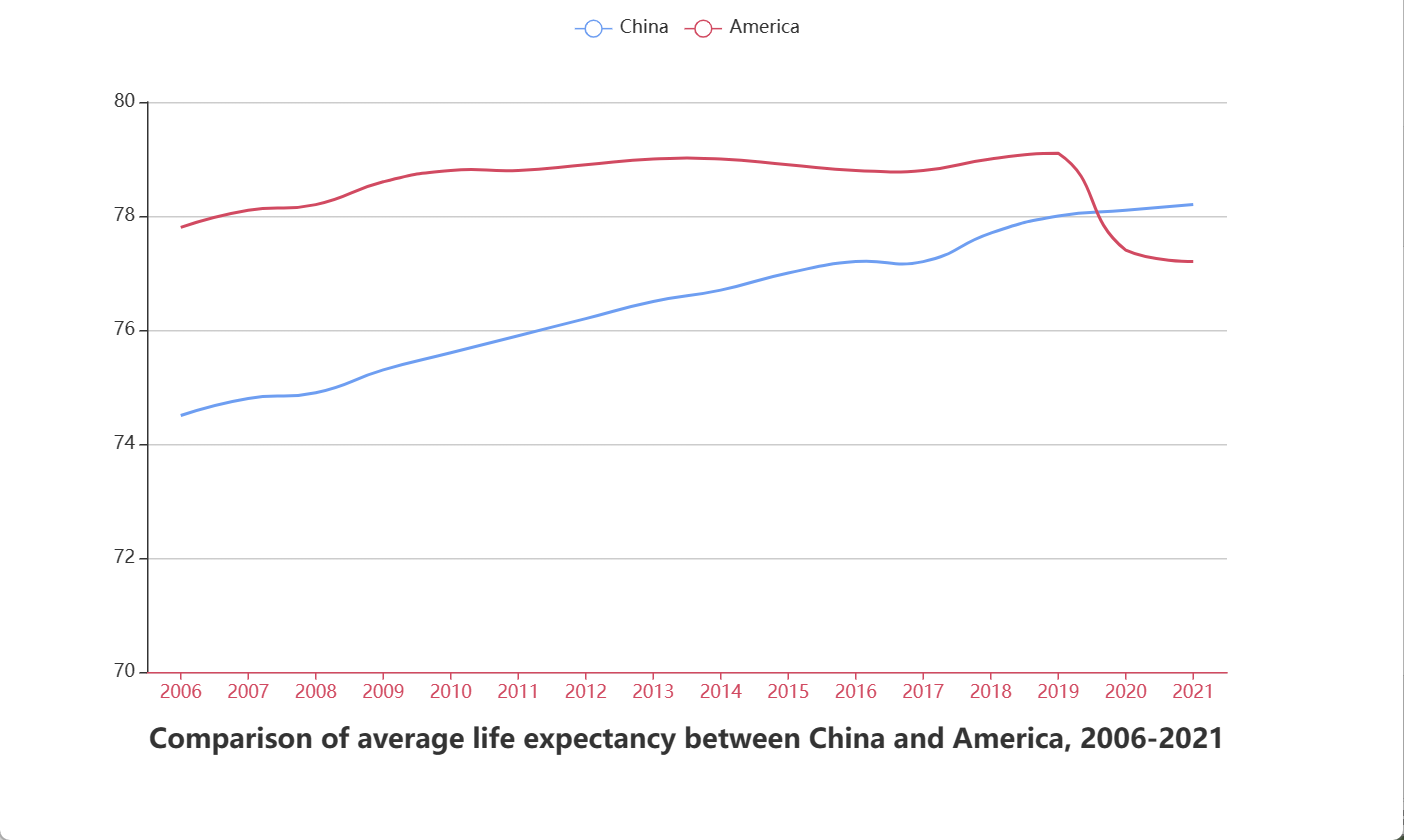 China America
80
78
76
74
72
70
2006 2007 2008 2009 2010 2011 2012 2013 2014 2015 2016 2017 2018 2019 2020 2021
Comparison of average life expectancy between China and America, 2006-2021